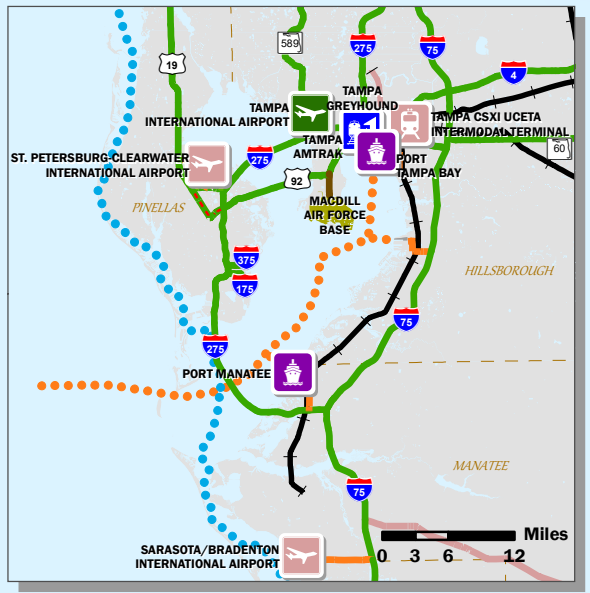 589
275
75
19
4
TAMPA
GREYHOUND
TAMPA
INTERNATIONAL AIRPORT
TAMPA CSXI UCETA
INTERMODAL TERMINAL
TAMPA
AMTRAK
60
ST. PETERSBURG-CLEARWATER
INTERNATIONAL AIRPORT
275
PORT
TAMPA BAY
92
MACDILL
AIR FORCE
BASE
PINELLAS
375
HILLSBOROUGH
175
75
275
PORT MANATEE
MANATEE
75
Miles
SARASOTA/BRADENTON
INTERNATIONAL AIRPORT
0 3 6 12